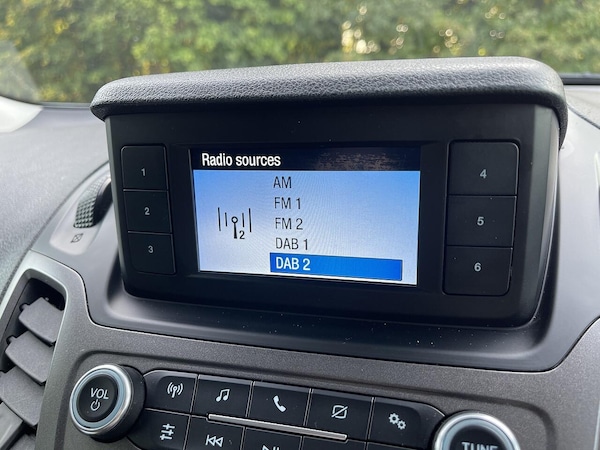 Radio sources
AM
FM 1
FM 2
DAB 1
DAB 2
2
1
2
3
4
5
6
VOL
TUNE